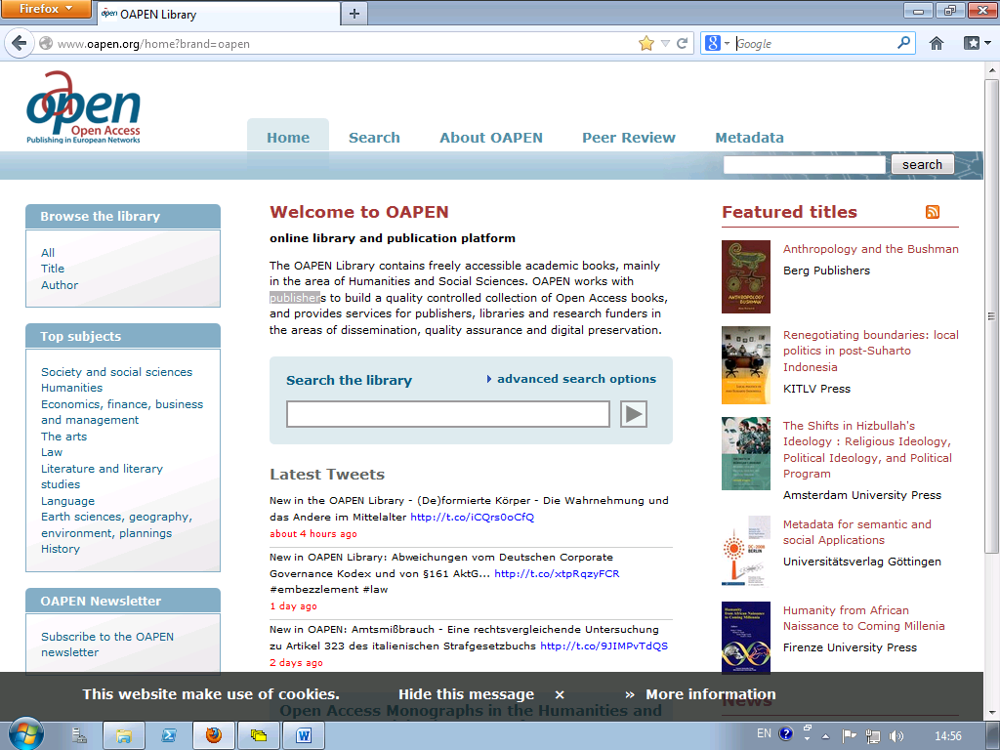 Firefox
open OAPEN Library
www.oapen.org/home?brand=oapen
Google
oapen
Open Access
Publishing in European Networks
Home Search About OAPEN Peer Review Metadata
search
Browse the library
All
Title
Author
Top subjects
Society and social sciences
Humanities
Economics, finance, business
and management
The arts
Law
Literature and literary
studies
Language
Earth sciences, geography,
environment, plannings
History
OAPEN Newsletter
Subscribe to the OAPEN
newsletter
Welcome to OAPEN
online library and publication platform
The OAPEN Library contains freely accessible academic books, mainly
in the area of Humanities and Social Sciences. OAPEN works with
publishers to build a quality controlled collection of Open Access books,
and provides services for publishers, libraries and research funders in
the areas of dissemination, quality assurance and digital preservation.
Search the library
advanced search options
Latest Tweets
New in the OAPEN Library - (De)formierte Körper - Die Wahrnehmung und
das Andere im Mittelalter http://t.co/iCQrs0oCfQ
about 4 hours ago
New in OAPEN Library: Abweichungen vom Deutschen Corporate
Governance Kodex und von §161 AktG... http://t.co/xtpRqzyFCR
#embezzlement #law
1 day ago
New in OAPEN: Amtsmißbrauch - Eine rechtsvergleichende Untersuchung
zu Artikel 323 des italienischen Strafgesetzbuchs http://t.co/9JIMPvTdQS
2 days ago
Open Access Monographs in the Humanities and
Featured titles
ANTHROPOLOGY
BUSHMAN
Anthropology and the Bushman
Berg Publishers
Renegotiating boundaries: local
politics in post-Suharto
Indonesia
KITLV Press
The Shifts in Hizbullah's
Ideology : Religious Ideology,
Political Ideology, and Political
Program
Amsterdam University Press
Metadata for semantic and
social Applications
Universitätsverlag Göttingen
Humanity from African
Naissance to Coming Millenia
Firenze University Press
News
This website make use of cookies. Hide this message × » More information
EN
14:56